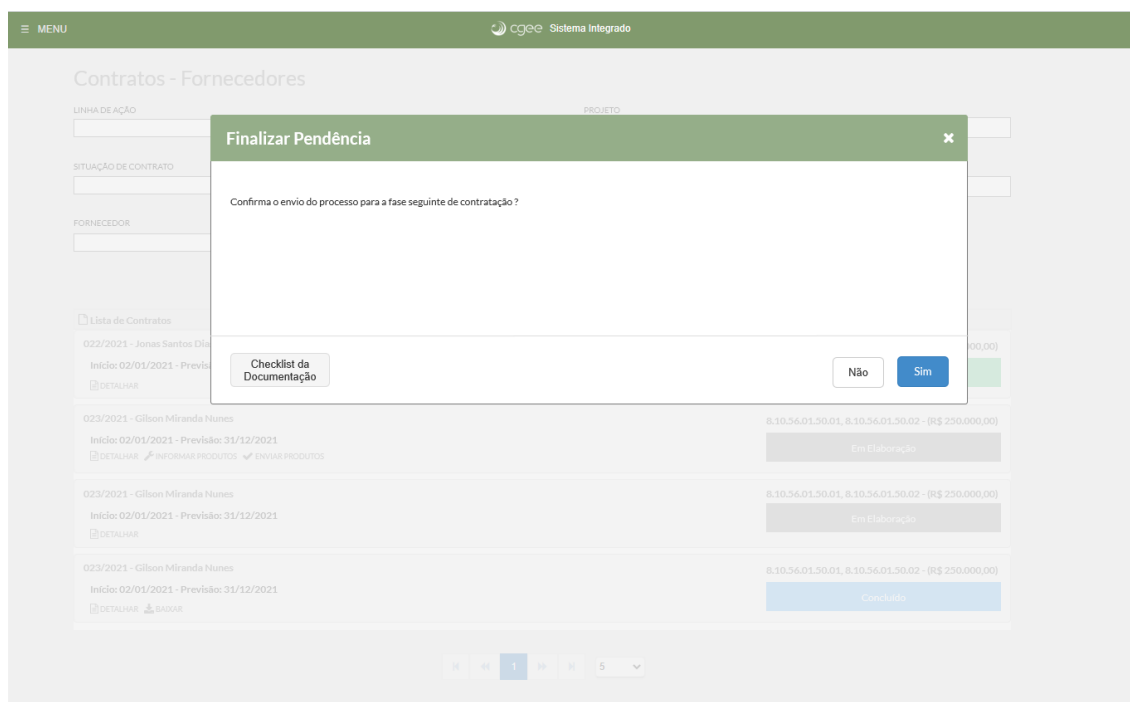 ≡ MENU
cgee Sistema Integrado
Contratos - Fornecedores
LINHA DE AÇÃO
PROJETO
Finalizar Pendência
SITUAÇÃO DE CONTRATO
Confirma o envio do processo para a fase seguinte de contratação ?
FORNECEDOR
Lista de Contratos
022/2021 - Jonas Santos Dia
00,00)
Início: 02/01/2021 - Previs
DETALHAR
Checklist da
Documentação
Não
Sim
023/2021 - Gilson Miranda Nunes
8.10.56.01.50.01, 8.10.56.01.50.02 - (R$ 250.000,00)
Início: 02/01/2021 - Previsão: 31/12/2021
Em Elaboração
DETALHAR INFORMAR PRODUTOS ENVIAR PRODUTOS
023/2021 - Gilson Miranda Nunes
8.10.56.01.50.01, 8.10.56.01.50.02 - (R$ 250.000,00)
Início: 02/01/2021 - Previsão: 31/12/2021
Em Elaboração
DETALHAR
023/2021 - Gilson Miranda Nunes
8.10.56.01.50.01, 8.10.56.01.50.02 - (R$ 250.000,00)
Início: 02/01/2021 - Previsão: 31/12/2021
Concluído
DETALHAR BAIXAR
1
5